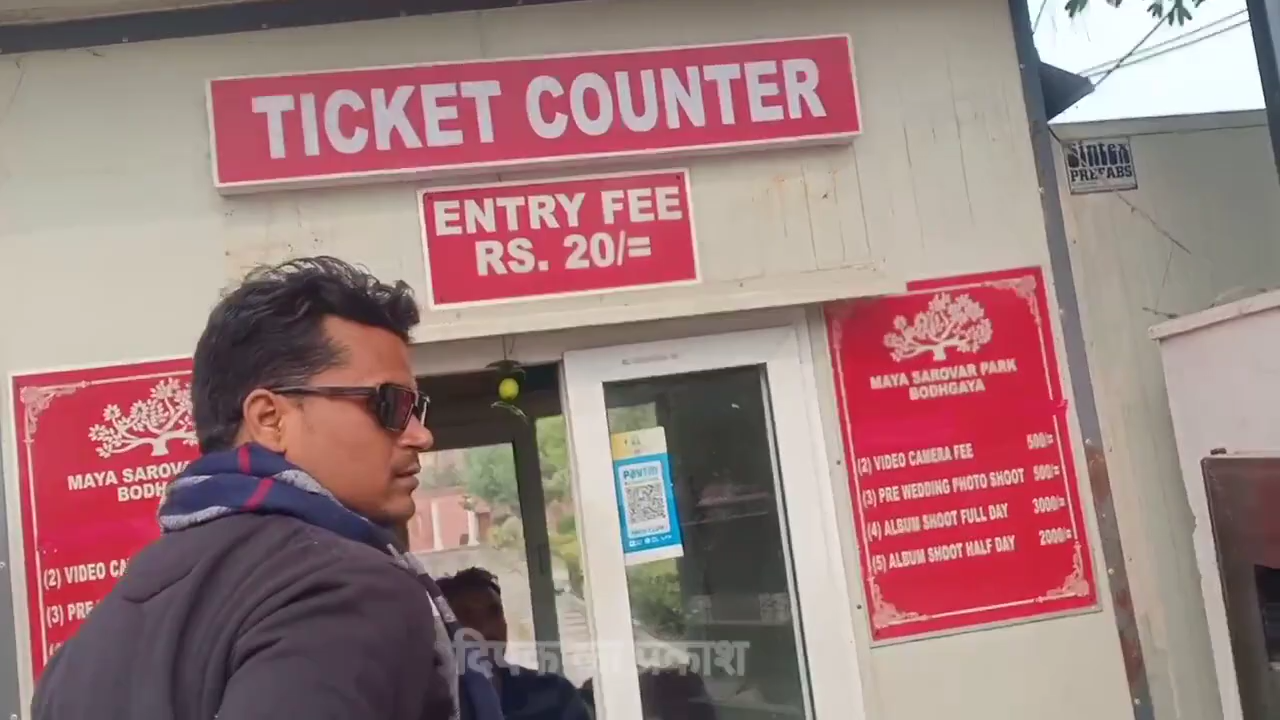 TICKET COUNTER
ENTRY FEE
RS. 20/=
Sintex
PREFABS
MAYA SAROVAR PARK
BODHGAYA
(2) VIDEO CAMERA FEE 500/=
(3) PRE WEDDING PHOTO SHOOT 500/=
(4) ALBUM SHOOT FULL DAY 3000/=
(5) ALBUM SHOOT HALF DAY 2000/=
MAYA SAROVA
BODH
(2) VIDEO CA
(3) PRE
Paytm
प्रकाश